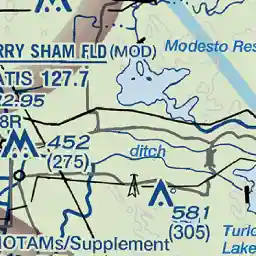 RRY SHAM FLD (MOD)
Modesto Res
ATIS 127.7
22.95
8R
452
(275)
ditch
581
(305)
Turlo
Lake
NOTAMs/Supplement